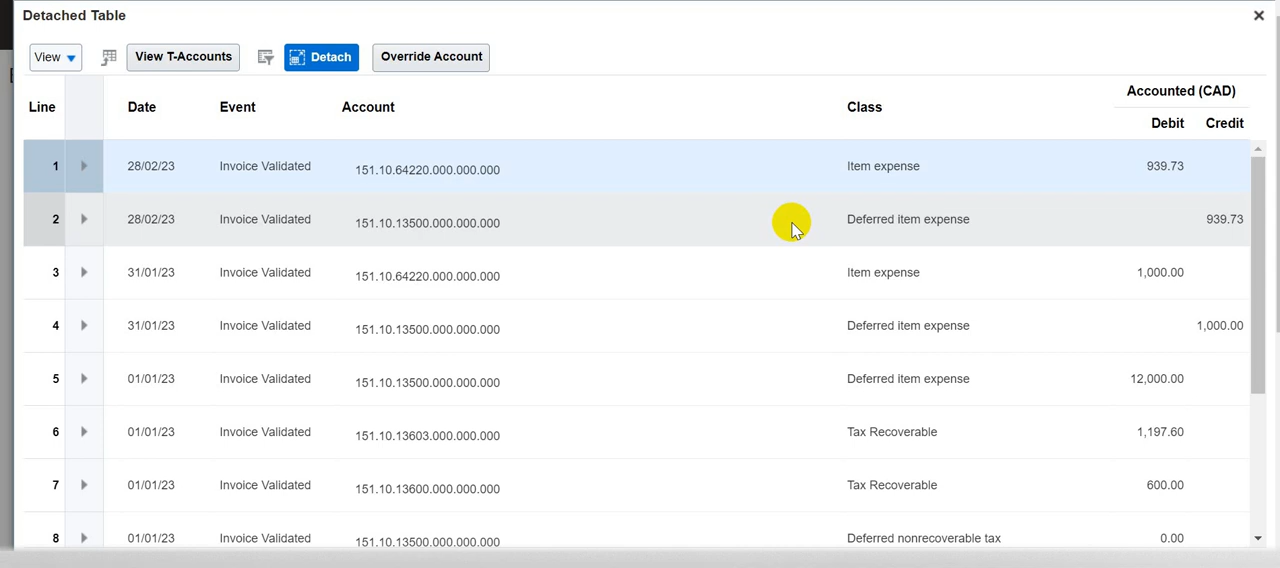 Detached Table
View View T-Accounts Detach Override Account
Line Date Event Account Class Accounted (CAD)
Debit Credit
1 28/02/23 Invoice Validated 151.10.64220.000.000.000 Item expense 939.73
2 28/02/23 Invoice Validated 151.10.13500.000.000.000 Deferred item expense 939.73
3 31/01/23 Invoice Validated 151.10.64220.000.000.000 Item expense 1,000.00
4 31/01/23 Invoice Validated 151.10.13500.000.000.000 Deferred item expense 1,000.00
5 01/01/23 Invoice Validated 151.10.13500.000.000.000 Deferred item expense 12,000.00
6 01/01/23 Invoice Validated 151.10.13603.000.000.000 Tax Recoverable 1,197.60
7 01/01/23 Invoice Validated 151.10.13600.000.000.000 Tax Recoverable 600.00
8 01/01/23 Invoice Validated 151.10.13500.000.000.000 Deferred nonrecoverable tax 0.00